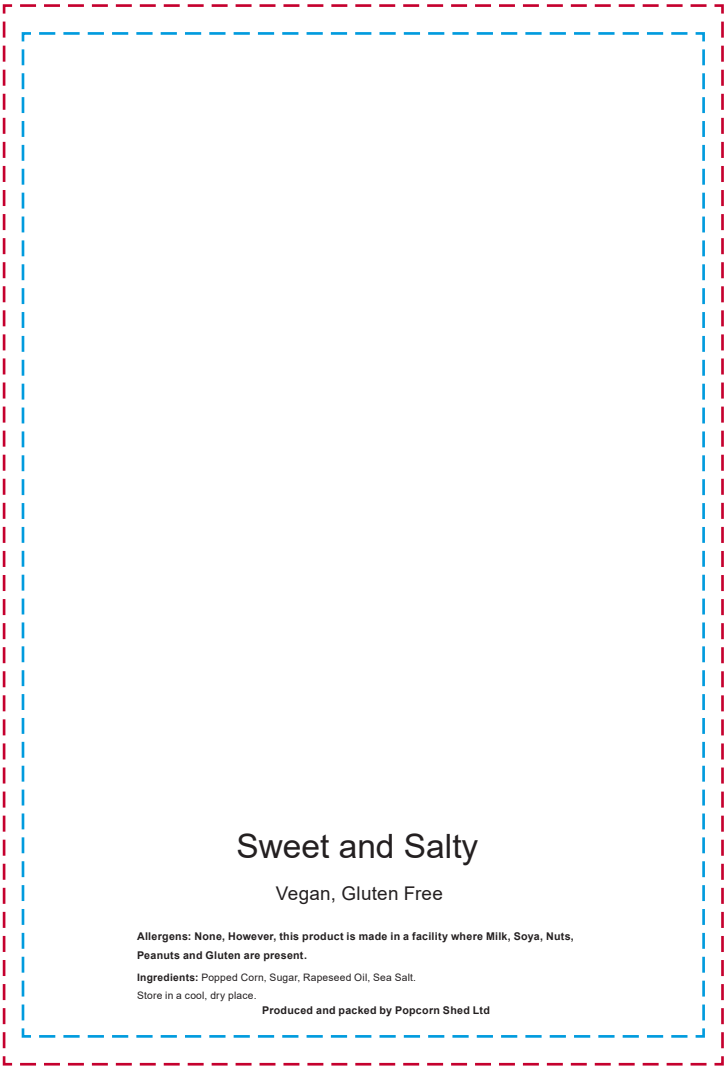 Sweet and Salty
Vegan, Gluten Free
Allergens: None, However, this product is made in a facility where Milk, Soya, Nuts,
Peanuts and Gluten are present.
Ingredients: Popped Corn, Sugar, Rapeseed Oil, Sea Salt.
Store in a cool, dry place.
Produced and packed by Popcorn Shed Ltd